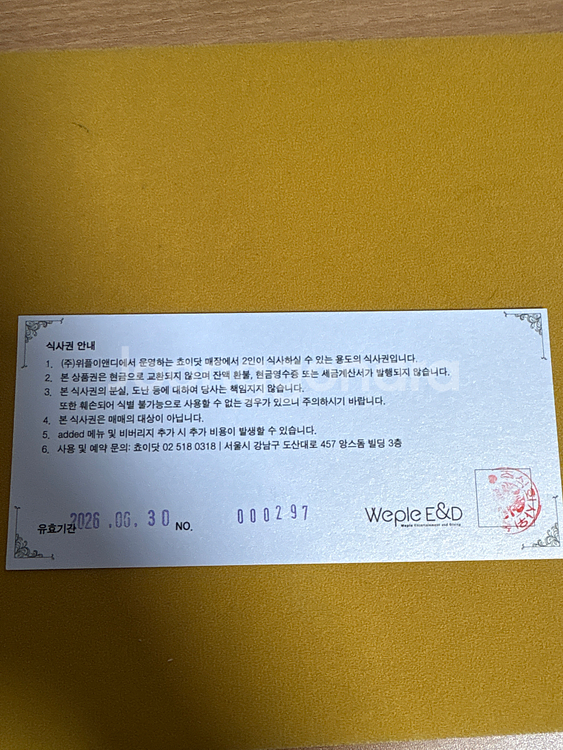 식사권 안내
1. (주)위플이앤디에서 운영하는 쵸이닷 매장에서 2인이 식사하실 수 있는 용도의 식사권입니다.
2. 본 상품권은 현금으로 교환되지 않으며 잔액 환불, 현금영수증 또는 세금계산서가 발행되지 않습니다.
3. 본 식사권의 분실, 도난 등에 대하여 당사는 책임지지 않습니다.
또한 훼손되어 식별 불가능으로 사용할 수 없는 경우가 있으니 주의하시기 바랍니다.
4. 본 식사권은 매매의 대상이 아닙니다.
5. added 메뉴 및 비버리지 추가 시 추가 비용이 발생할 수 있습니다.
6. 사용 및 예약 문의: 쵸이닷 02 518 0318 | 서울시 강남구 도산대로 457 앙스돔 빌딩 3층
유효기간 2026 .06. 30 NO. 000297
Weple E&D
Weple Entertainment and Dining